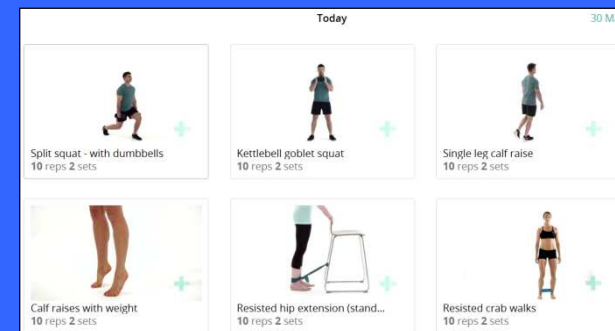 Today
30 M
Split squat - with dumbbells
10 reps 2 sets
Kettlebell goblet squat
10 reps 2 sets
Single leg calf raise
10 reps 2 sets
Calf raises with weight
10 reps 2 sets
Resisted hip extension (stand...
10 reps 2 sets
Resisted crab walks
10 reps 2 sets